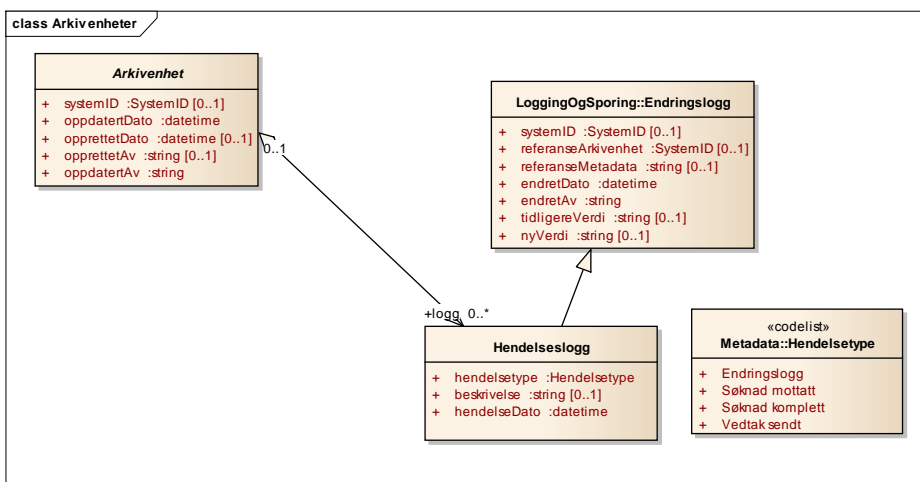 class Arkivenheter
Arkivenhet
+ systemID :SystemID [0..1]
+ oppdatertDato :datetime
+ opprettetDato :datetime [0..1]
+ opprettetAv :string [0..1]
+ oppdatertAv :string
0..1
LoggingOgSporing::Endringslogg
+ systemID :SystemID [0..1]
+ referanseArkivenhet :SystemID [0..1]
+ referanseMetadata :string [0..1]
+ endretDato :datetime
+ endretAv :string
+ tidligereVerdi :string [0..1]
+ nyVerdi :string [0..1]
+logg 0..*
Hendelseslogg
+ hendelsetype :Hendelsetype
+ beskrivelse :string [0..1]
+ hendelseDato :datetime
«codelist»
Metadata::Hendelsetype
+ Endringslogg
+ Søknad mottatt
+ Søknad komplett
+ Vedtak sendt